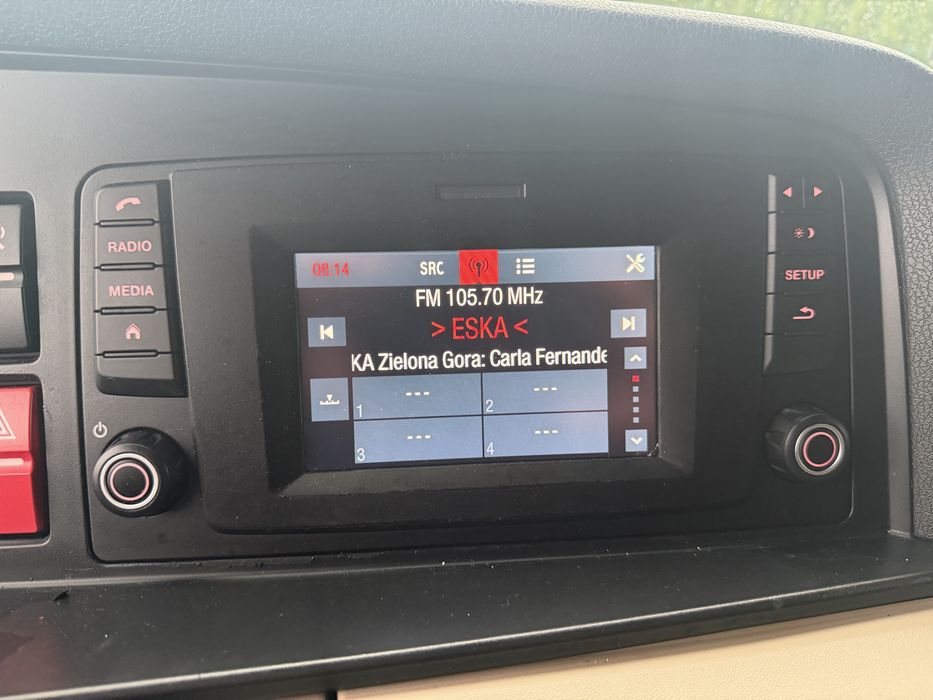 RADIO
MEDIA
08:14 SRC
FM 105.70 MHz
> ESKA <
KA Zielona Gora: Carla Fernande
--- ---
1 2
--- ---
3 4
SETUP